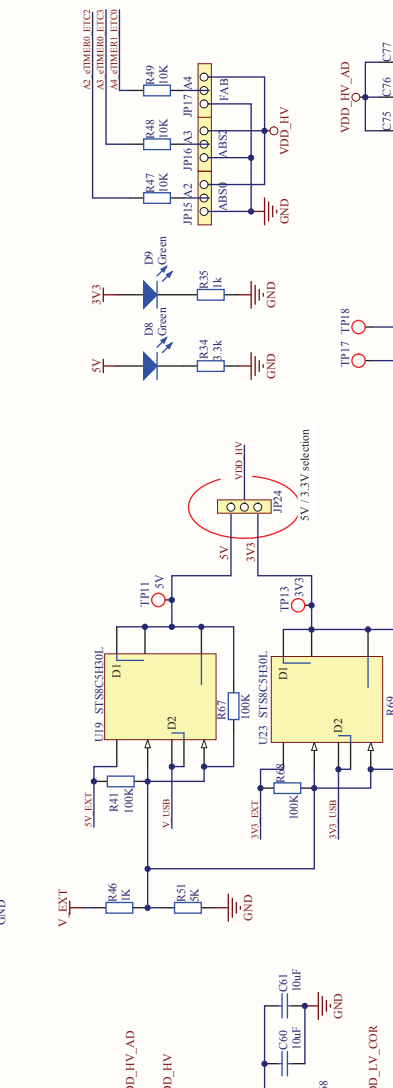 A2_eTIMER0_ETC2
A3_eTIMER0_ETC3
A4_eTIMER1_ETC0
R49
10K
R48
10K
R47
10K
JP17
A4
FAB
JP16
A3
ABS2
JP15
A2
ABS0
VDD_HV
GND
VDD_HV_AD
C77
C76
C75
3V3
D9
Green
R35
1k
GND
5V
D8
Green
R34
3.3k
GND
TP18
TP17
VDD_HV
JP24
5V / 3.3V selection
5V
3V3
TP11
5V
TP13
3V3
U19 STS8C5H30L
D1
D2
R67
100K
U23 STS8C5H30L
D1
D2
R69
5V_EXT
R41
100K
V_USB
3V3_EXT
R68
100K
3V3_USB
V_EXT
R46
1K
R51
5K
GND
GND
C61
10uF
C60
10uF
GND
DD_HV_AD
DD_HV
DD_LV_COR